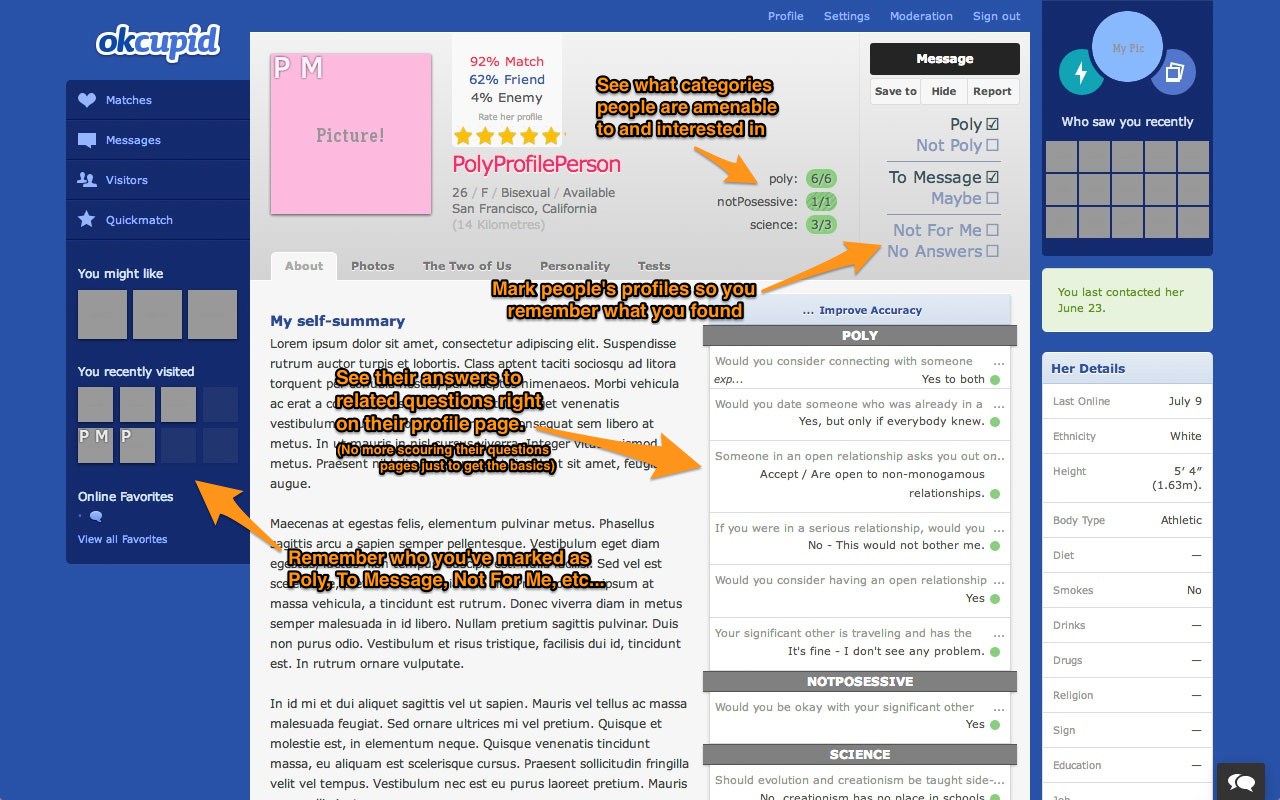 okcupid
Matches
Messages
Visitors
Quickmatch
You might like
You recently visited
P M P
Online Favorites
View all Favorites
Profile Settings Moderation Sign out
P M
Picture!
92% Match
62% Friend
4% Enemy
Rate her profile
PolyProfilePerson
26 / F / Bisexual / Available
San Francisco, California
(14 Kilometres)
See what categories
people are amenable
to and interested in
poly: 6/6
notPosessive: 1/1
science: 3/3
Message
Save to Hide Report
Poly
Not Poly
To Message
Maybe
Not For Me
No Answers
About Photos The Two of Us Personality Tests
Mark people's profiles so you
remember what you found
My self-summary
Lorem ipsum dolor sit amet, consectetur adipiscing elit. Suspendisse
rutrum auctor turpis et lobortis. Class aptent taciti sociosqu ad litora
torquent per himenaeos. Morbi vehicula
ac erat a venenatis
vestibulum consequat sem libero at
metus. In ut mauris in nisl cursus viverra. Integer
metus. Praesent sit amet,
augue.
See their answers to
related questions right
on their profile page.
(No more scouring their questions
pages just to get the basics)
Maecenas at egestas felis, elementum pulvinar metus. Phasellus
sagittis arcu a sapien semper pellentesque. Vestibulum eget diam
Sed vel est
ipsum at
massa vehicula, a tincidunt est rutrum. Donec viverra diam in metus
semper malesuada in id libero. Nullam pretium sagittis pulvinar. Duis
non purus odio. Vestibulum et risus tristique, facilisis dui id, tincidunt
est. In rutrum ornare vulputate.
Remember who you've marked as
Poly, To Message, Not For Me, etc...
In id mi et dui aliquet sagittis vel ut sapien. Mauris vel tellus ac massa
malesuada feugiat. Sed ornare ultrices mi vel pretium. Quisque et
molestie est, in elementum neque. Quisque venenatis tincidunt
massa, eu aliquam est scelerisque cursus. Praesent sollicitudin fringilla
velit vel tempus. Vestibulum nec est eu purus laoreet pretium. Mauris
... Improve Accuracy
POLY
Would you consider connecting with someone ...
exp... Yes to both
Would you date someone who was already in a ...
Yes, but only if everybody knew.
Someone in an open relationship asks you out on..
Accept / Are open to non-monogamous
relationships.
If you were in a serious relationship, would you ...
No - This would not bother me.
Would you consider having an open relationship ...
Yes
Your significant other is traveling and has the ...
It's fine - I don't see any problem.
NOTPOSESSIVE
Would you be okay with your significant other ...
Yes
SCIENCE
Should evolution and creationism be taught side-...
No, creationism has no place in schools
My Pic
Who saw you recently
You last contacted her
June 23.
Her Details
Last Online July 9
Ethnicity White
Height 5′ 4″
(1.63m).
Body Type Athletic
Diet —
Smokes No
Drinks —
Drugs —
Religion —
Sign —
Education —
Job —